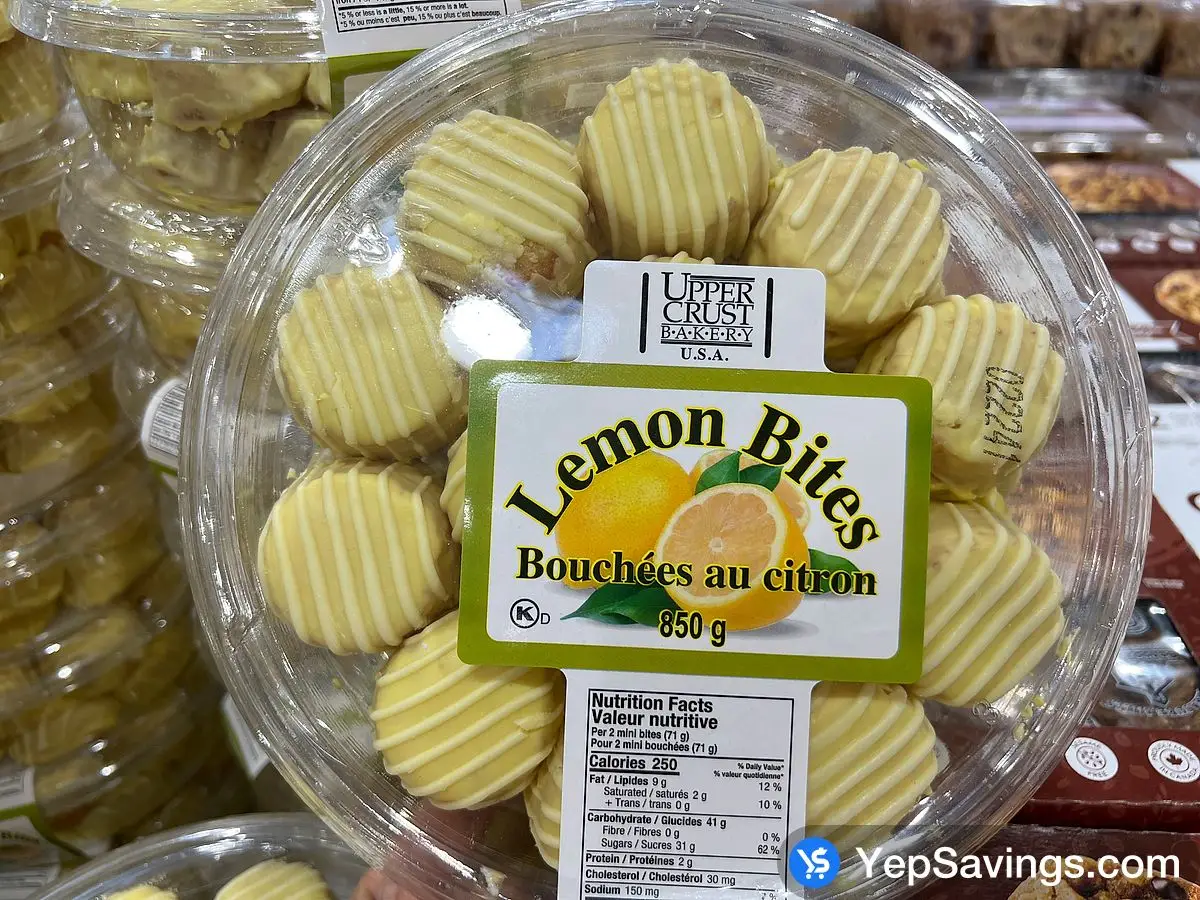 *5 % or less is a little, 15 % or more is a lot.
*5 % ou moins c'est peu, 15 % ou plus c'est beaucoup.
UPPER
CRUST
B·A·K·E·R·Y
U.S.A.
Lemon Bites
Bouchées au citron
K D
850 g
02224
Nutrition Facts
Valeur nutritive
Per 2 mini bites (71 g)
Pour 2 mini bouchées (71 g)
Calories 250
% Daily Value*
% valeur quotidienne*
Fat / Lipides 9 g 12 %
Saturated / saturés 2 g
+ Trans / trans 0 g 10 %
Carbohydrate / Glucides 41 g
Fibre / Fibres 0 g 0 %
Sugars / Sucres 31 g 62 %
Protein / Protéines 2 g
Cholesterol / Cholestérol 30 mg
Sodium 150 mg 7 %
FREE
YepSavings.com